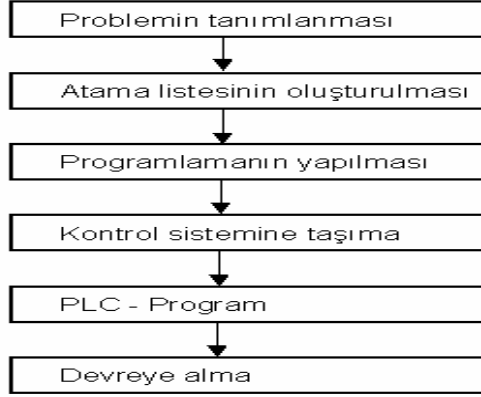 Problemin tanımlanması
Atama listesinin oluşturulması
Programlamanın yapılması
Kontrol sistemine taşıma
PLC - Program
Devreye alma